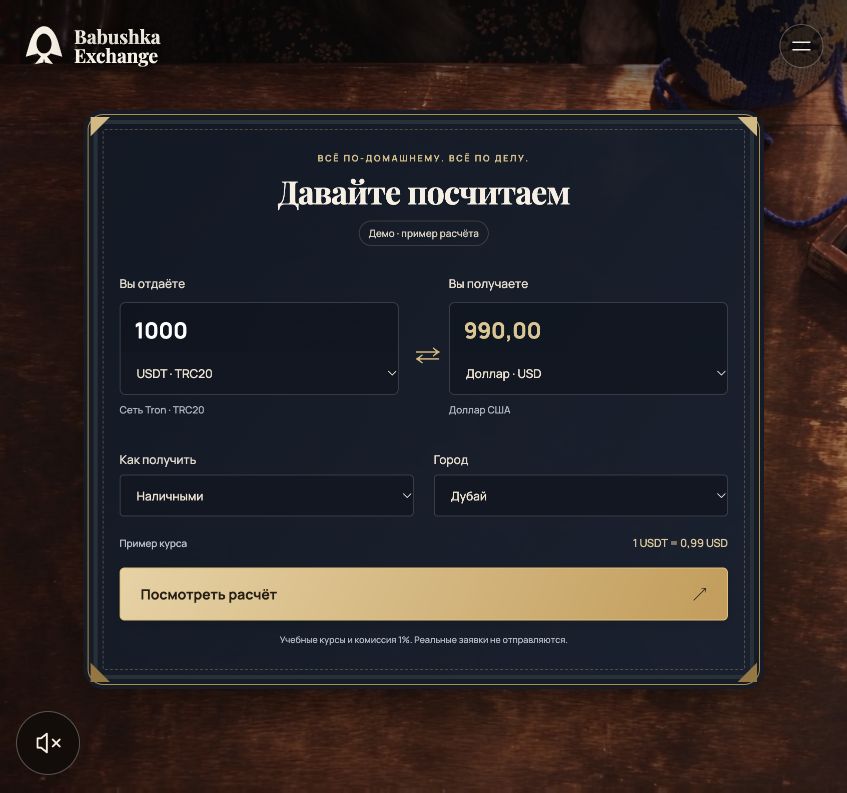 Babushka
Exchange
ВСЁ ПО-ДОМАШНЕМУ. ВСЁ ПО ДЕЛУ.
Давайте посчитаем
Демо · пример расчёта
Вы отдаёте
Вы получаете
1000
990,00
USDT · TRC20
Доллар · USD
Сеть Tron · TRC20
Доллар США
Как получить
Город
Наличными
Дубай
Пример курса
1 USDT = 0,99 USD
Посмотреть расчёт
Учебные курсы и комиссия 1%. Реальные заявки не отправляются.